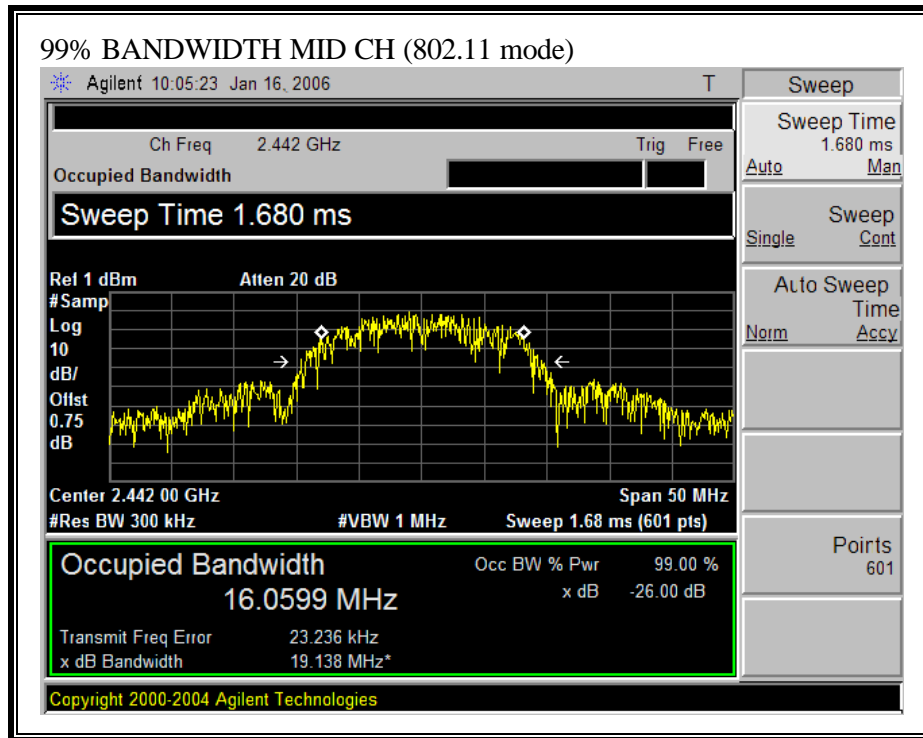 99% BANDWIDTH MID CH (802.11 mode)
Agilent 10:05:23 Jan 16, 2006 T
Sweep
Ch Freq 2.442 GHz Trig Free
Occupied Bandwidth
Sweep Time 1.680 ms
Sweep Time
1.680 ms
Auto Man
Sweep
Single Cont
Auto Sweep
Time
Norm Accy
Points
601
Ref 1 dBm Atten 20 dB
#Samp
Log
10
dB/
Offst
0.75
dB
Center 2.442 00 GHz Span 50 MHz
#Res BW 300 kHz #VBW 1 MHz Sweep 1.68 ms (601 pts)
Occupied Bandwidth
16.0599 MHz
Occ BW % Pwr 99.00 %
x dB -26.00 dB
Transmit Freq Error 23.236 kHz
x dB Bandwidth 19.138 MHz*
Copyright 2000-2004 Agilent Technologies